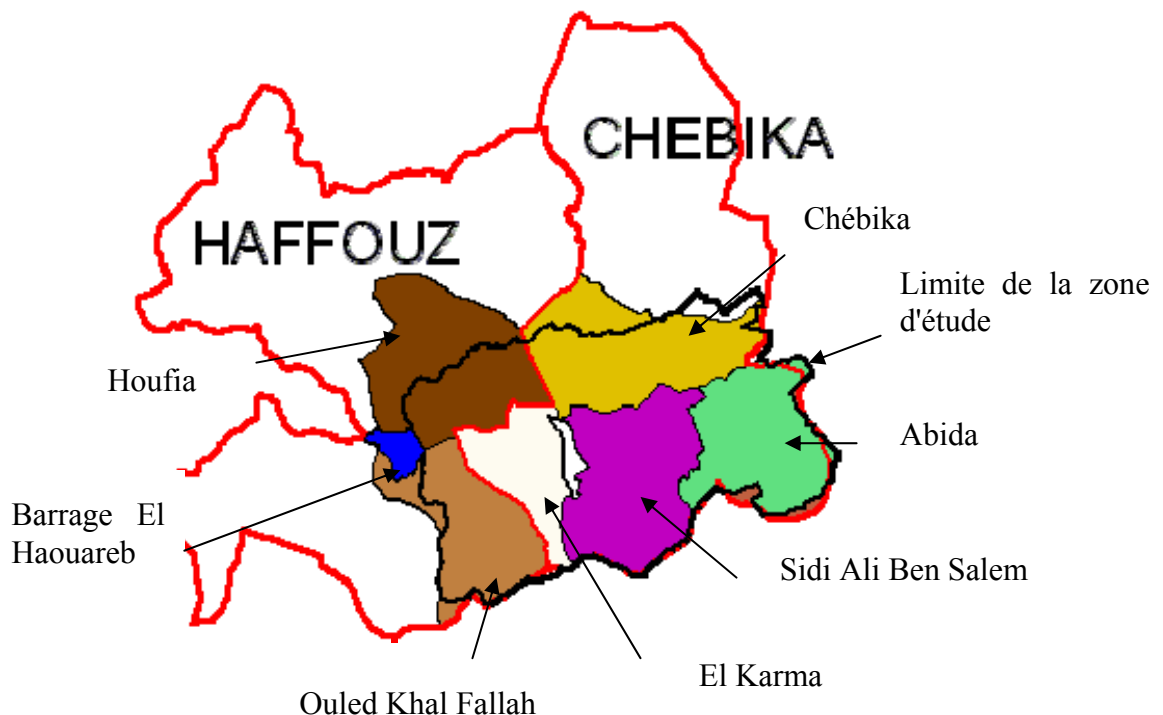 CHEBIKA
Chébika
HAFFOUZ
Limite de la zone
d'étude
Houfia
Abida
Barrage El
Haouareb
Sidi Ali Ben Salem
El Karma
Ouled Khal Fallah